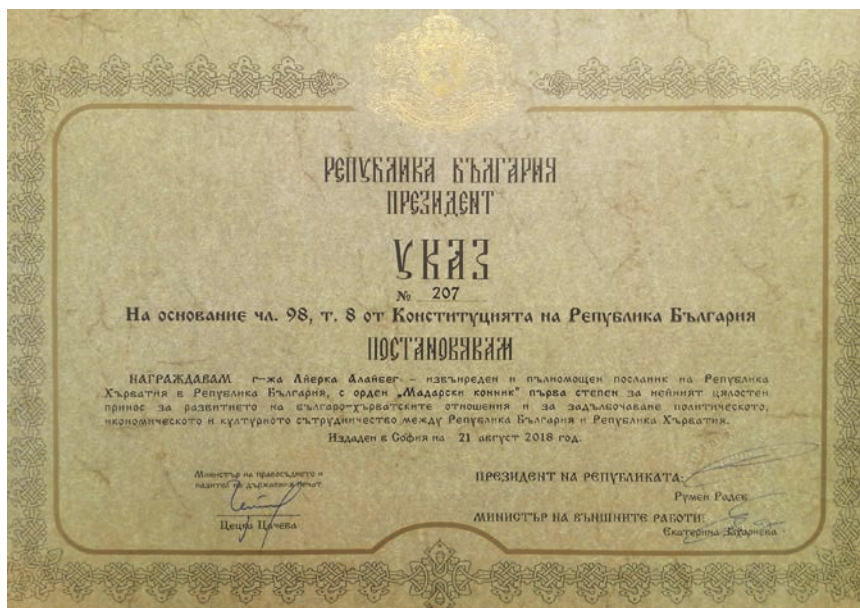 РЕПУБЛИКА БЪЛГАРИЯ
ПРЕЗИДЕНТ
УКАЗ
№ 207
На основание чл. 98, т. 8 от Конституцията на Република България
ПОСТАНОВЯВАМ
НАГРАЖДАВАМ г-жа Лйерка Алайбег – извънреден и пълномощен посланик на Република
Хърватия в Република България, с орден „Мадарски конник" първа степен за нейният цялостен
принос за развитието на българо-хърватските отношения и за задълбочаване политическото,
икономическото и културното сътрудничество между Република България и Република Хърватия.
Издаден в София на 21 август 2018 год.
Министър на правосъдието и
пазител на държавния печат
Цецка Цачева
ПРЕЗИДЕНТ НА РЕПУБЛИКАТА:
Румен Радев
МИНИСТЪР НА ВЪНШНИТЕ РАБОТИ:
Екатерина Захариева